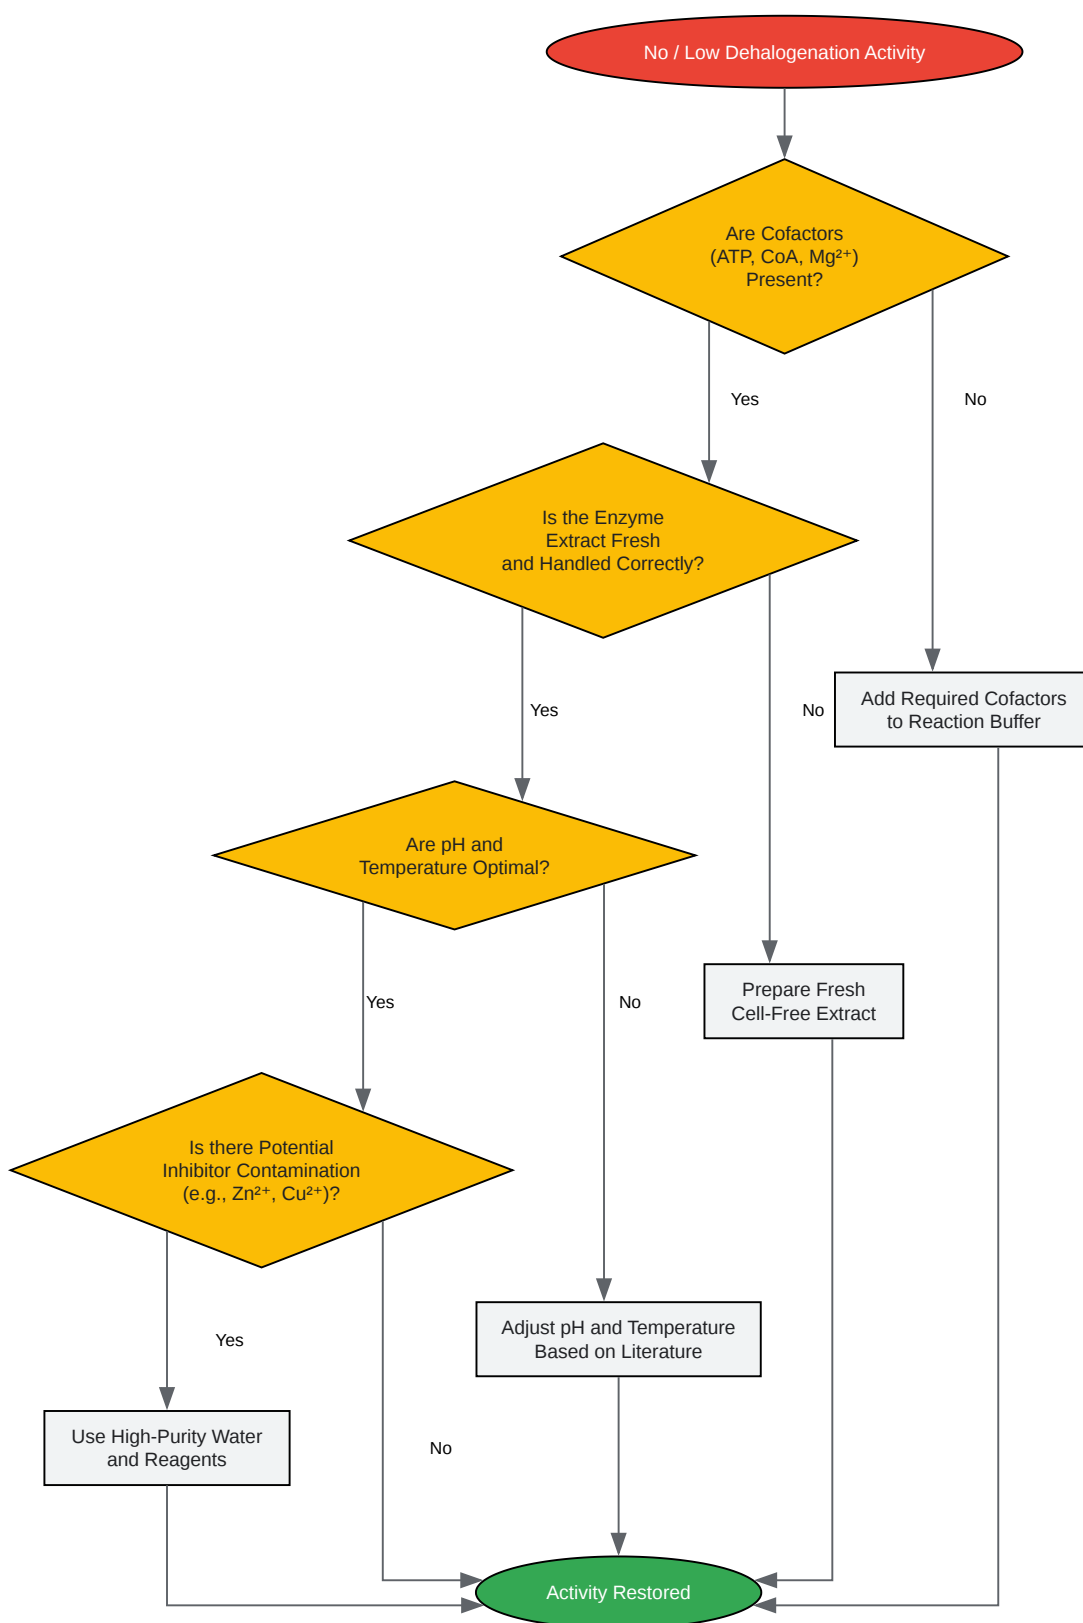 No / Low Dehalogenation Activity
Are Cofactors
(ATP, CoA, Mg²⁺)
Present?
Yes
No
Is the Enzyme
Extract Fresh
and Handled Correctly?
Yes
No
Add Required Cofactors
to Reaction Buffer
Are pH and
Temperature Optimal?
Yes
No
Prepare Fresh
Cell-Free Extract
Is there Potential
Inhibitor Contamination
(e.g., Zn²⁺, Cu²⁺)?
Yes
No
Adjust pH and Temperature
Based on Literature
Use High-Purity Water
and Reagents
Activity Restored